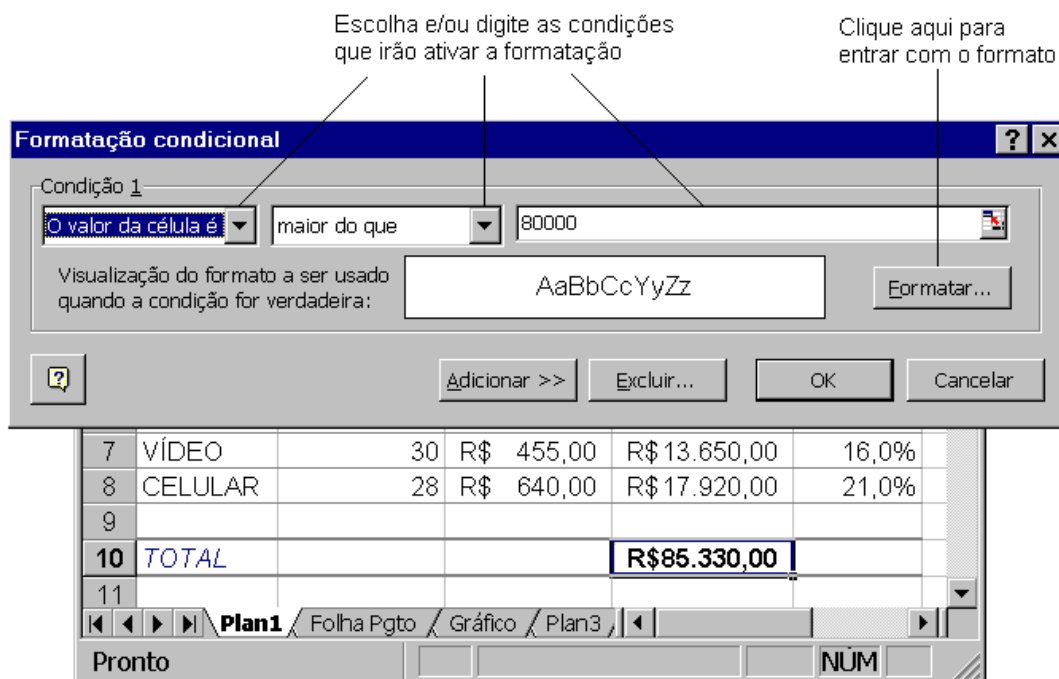 Escolha e/ou digite as condições
que irão ativar a formatação
Clique aqui para
entrar com o formato
Formatação condicional
Condição 1
O valor da célula é maior do que 80000
Visualização do formato a ser usado
quando a condição for verdadeira:
AaBbCcYyZz
Formatar...
Adicionar >> Excluir... OK Cancelar
7 VÍDEO 30 R$ 455,00 R$13.650,00 16,0%
8 CELULAR 28 R$ 640,00 R$17.920,00 21,0%
9
10 TOTAL R$85.330,00
11
Plan1 Folha Pgto Gráfico Plan3
Pronto NÚM